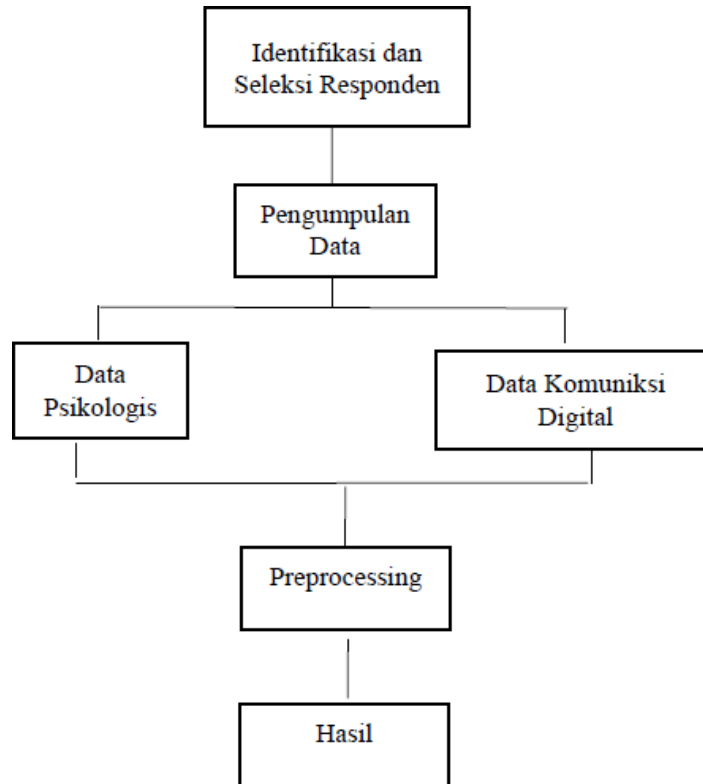 Identifikasi dan
Seleksi Responden
Pengumpulan
Data
Data
Psikologis
Data Komuniksi
Digital
Preprocessing
Hasil